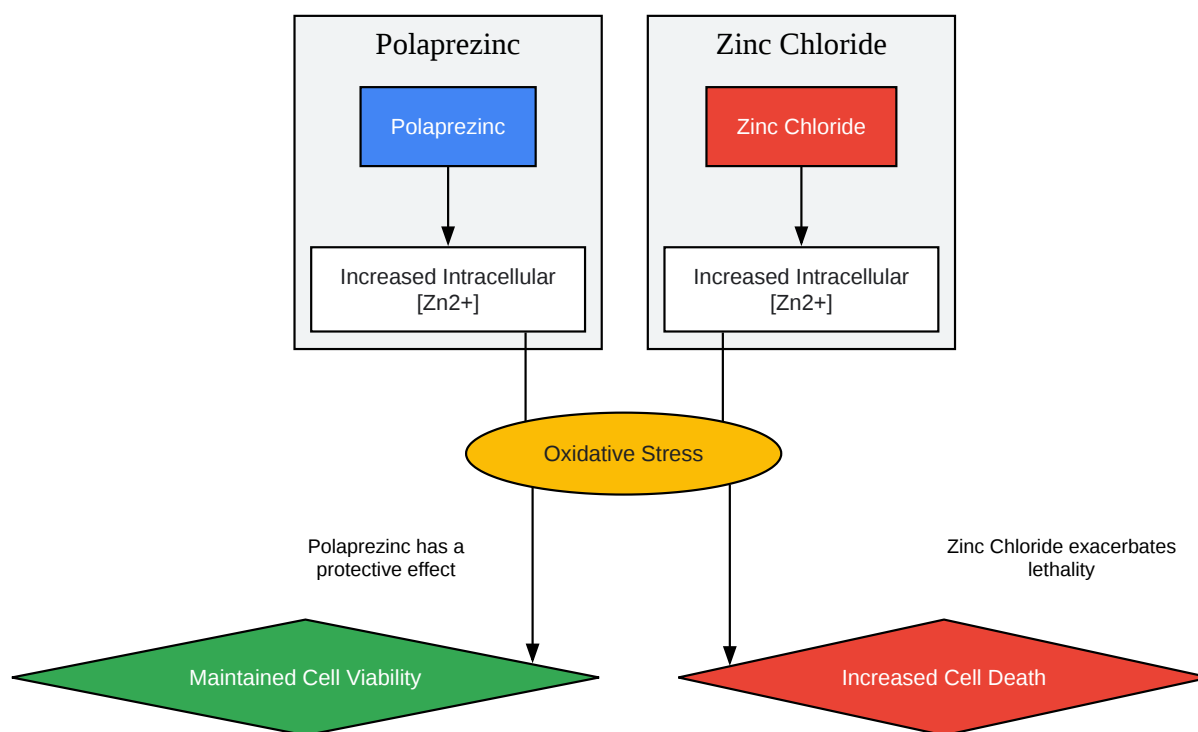 Polaprezinc
Zinc Chloride
Polaprezinc
Zinc Chloride
Increased Intracellular
[Zn2+]
Increased Intracellular
[Zn2+]
Oxidative Stress
Polaprezinc has a
protective effect
Zinc Chloride exacerbates
lethality
Maintained Cell Viability
Increased Cell Death